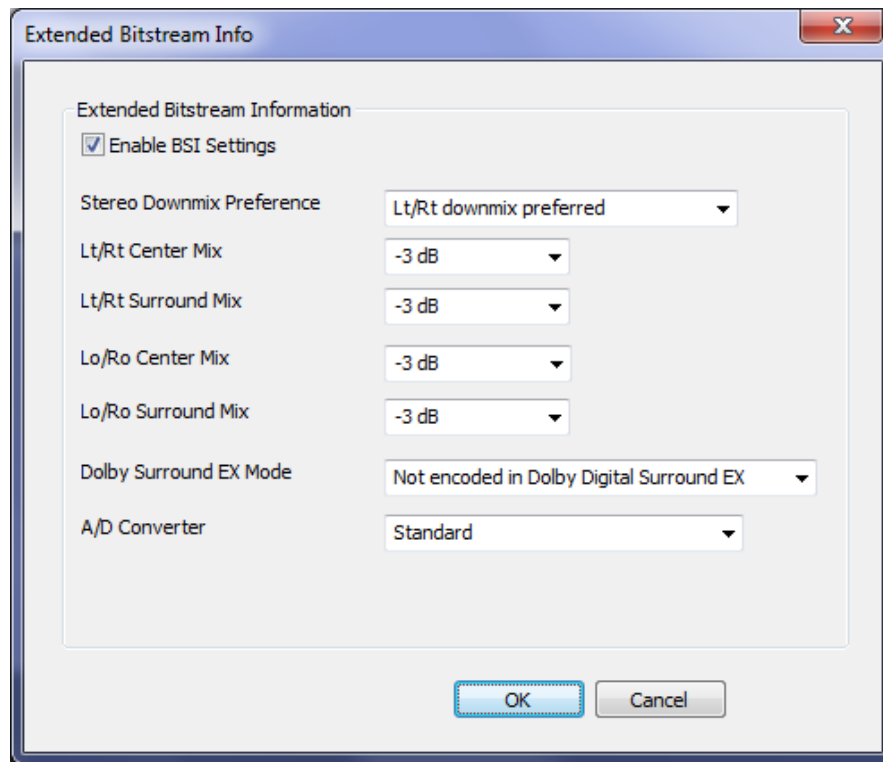 Extended Bitstream Info
Extended Bitstream Information
Enable BSI Settings
Stereo Downmix Preference Lt/Rt downmix preferred
Lt/Rt Center Mix -3 dB
Lt/Rt Surround Mix -3 dB
Lo/Ro Center Mix -3 dB
Lo/Ro Surround Mix -3 dB
Dolby Surround EX Mode Not encoded in Dolby Digital Surround EX
A/D Converter Standard
OK Cancel